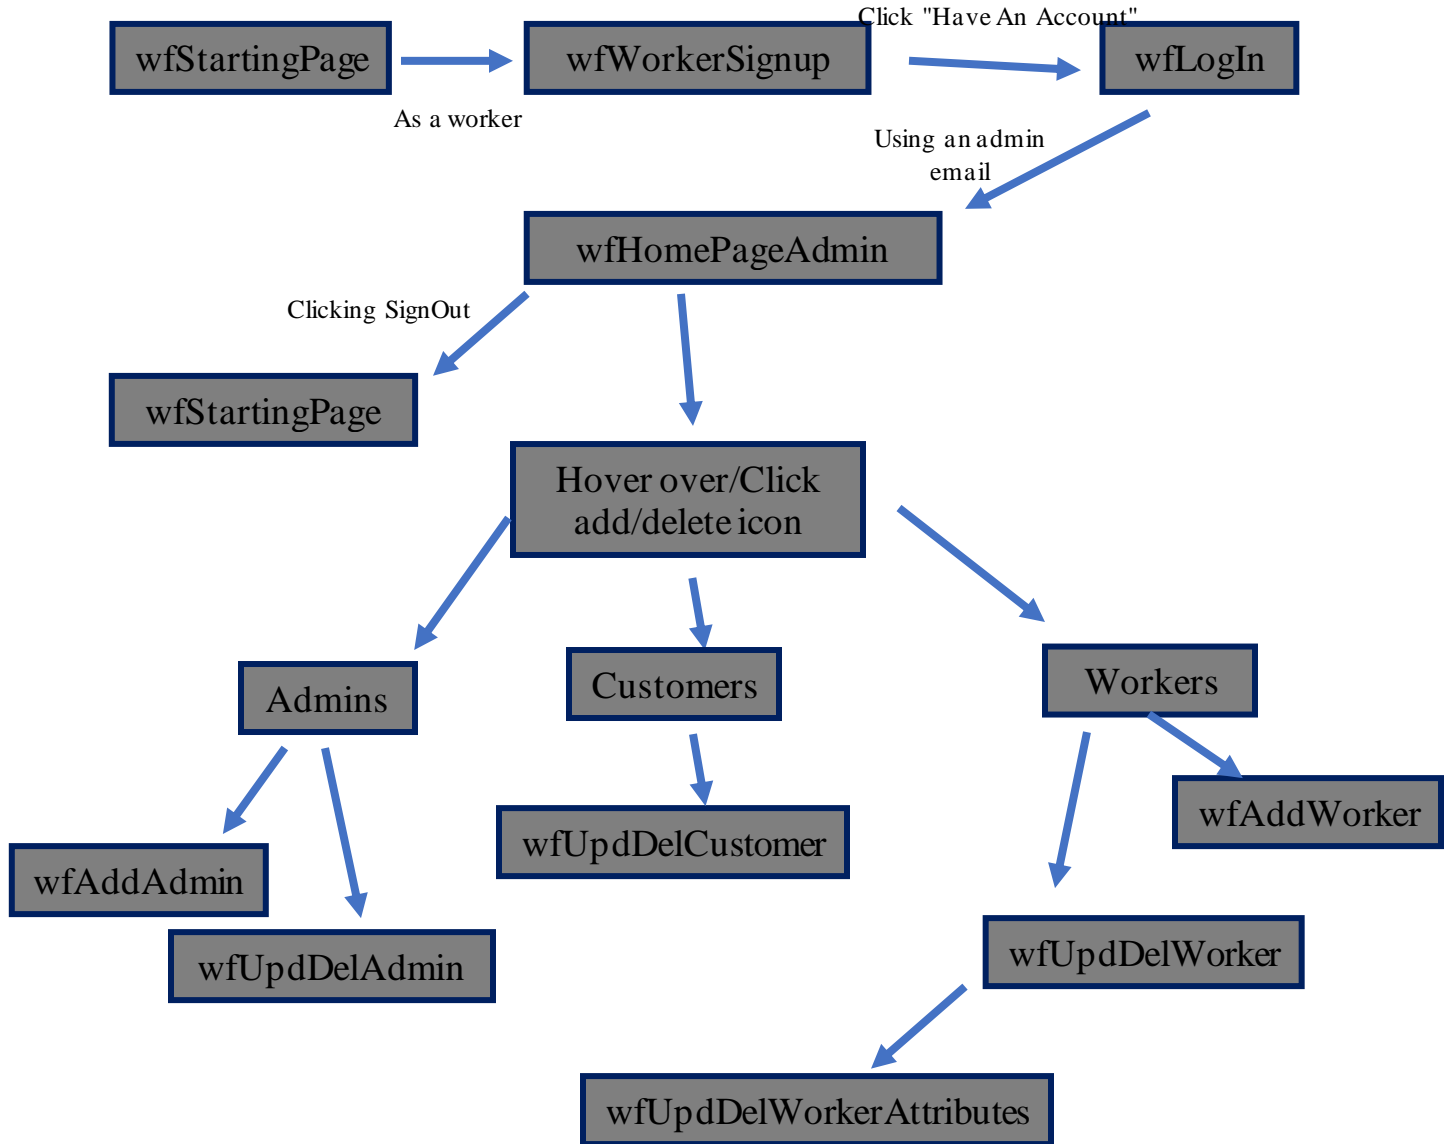 Click "Have An Account"
wfStartingPage
wfWorkerSignup
wfLogIn
As a worker
Using an admin
email
wfHomePageAdmin
Clicking SignOut
wfStartingPage
Hover over/Click
add/delete icon
Admins
Customers
Workers
wfAddWorker
wfUpdDelCustomer
wfAddAdmin
wfUpdDelAdmin
wfUpdDelWorker
wfUpdDelWorkerAttributes